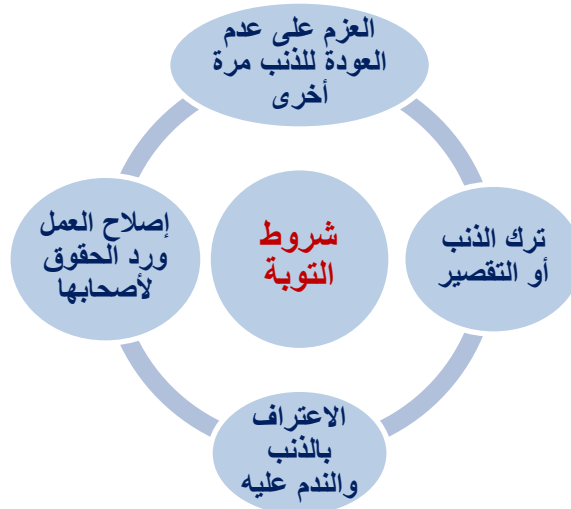 العزم على عدم
العودة للذنب مرة
أخرى
ترك الذنب
أو التقصير
شروط
التوبة
إصلاح العمل
ورد الحقوق
لأصحابها
الاعتراف
بالذنب
والندم عليه